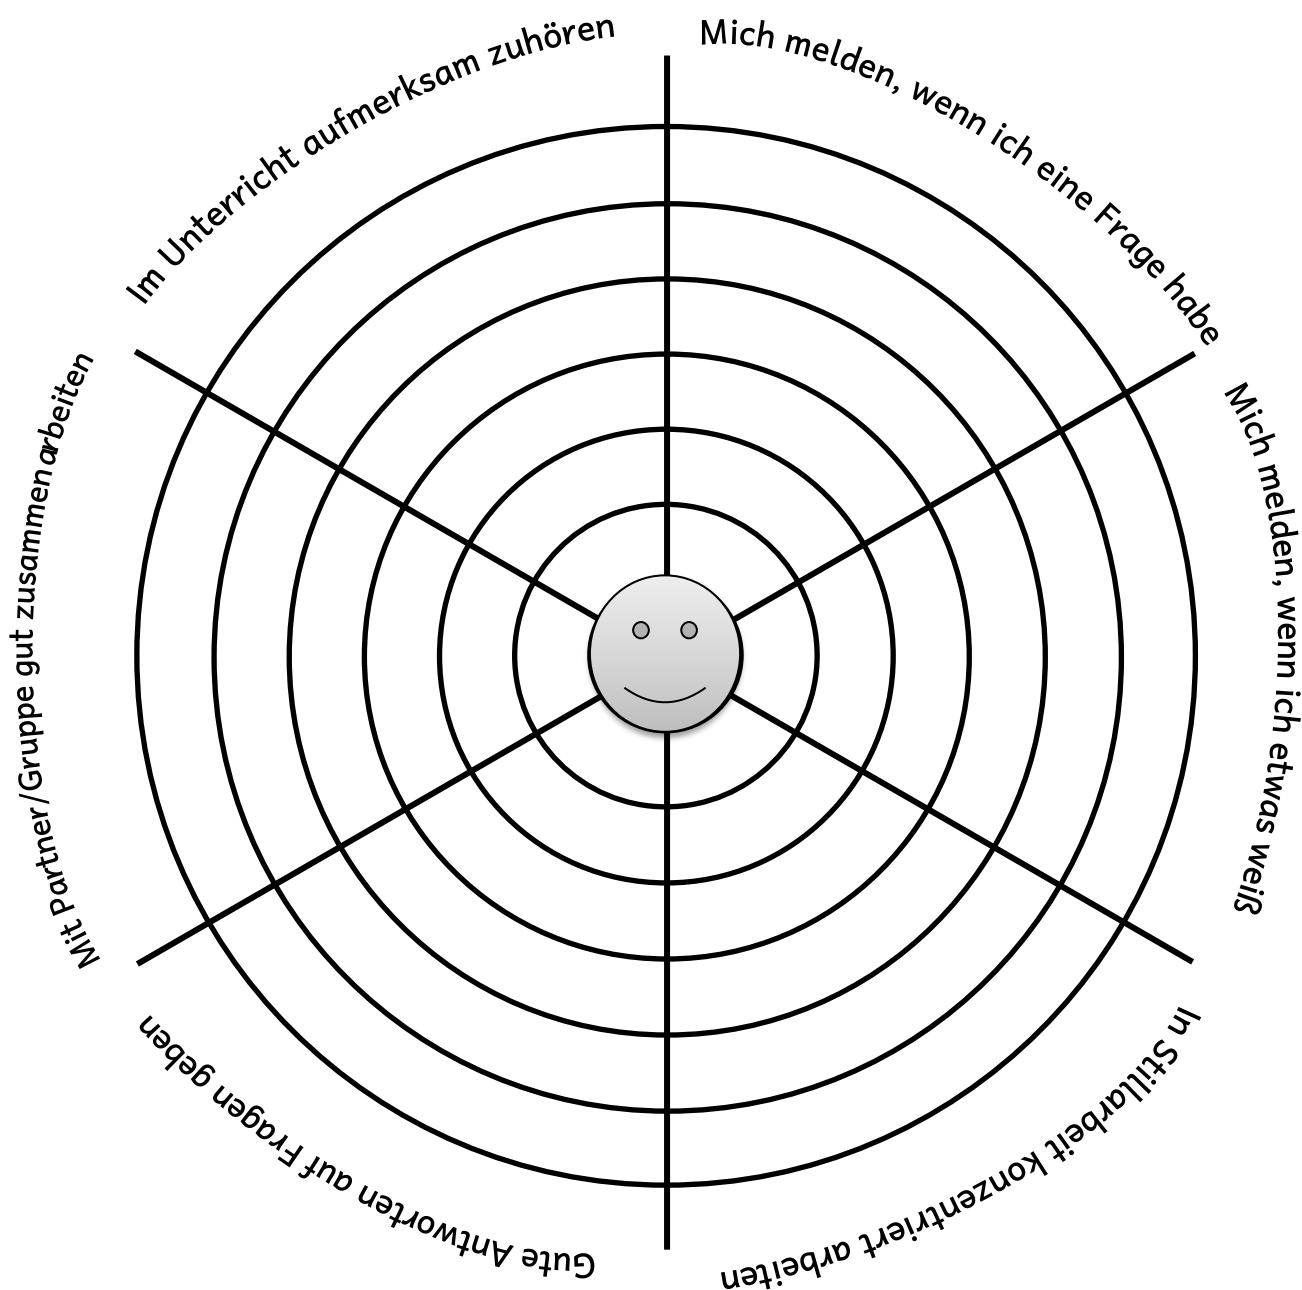 Im Unterricht aufmerksam zuhören
Mich melden, wenn ich eine Frage habe
Mich melden, wenn ich etwas weiß
In Stillarbeit konzentriert arbeiten
Gute Antworten auf Fragen geben
Mit Partner/Gruppe gut zusammenarbeiten